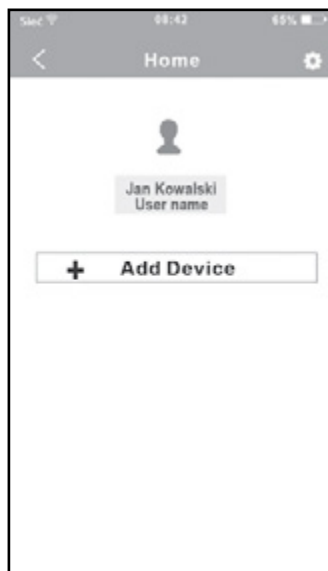 Sieć 08:42 65%
Home
Jan Kowalski
User name
+ Add Device